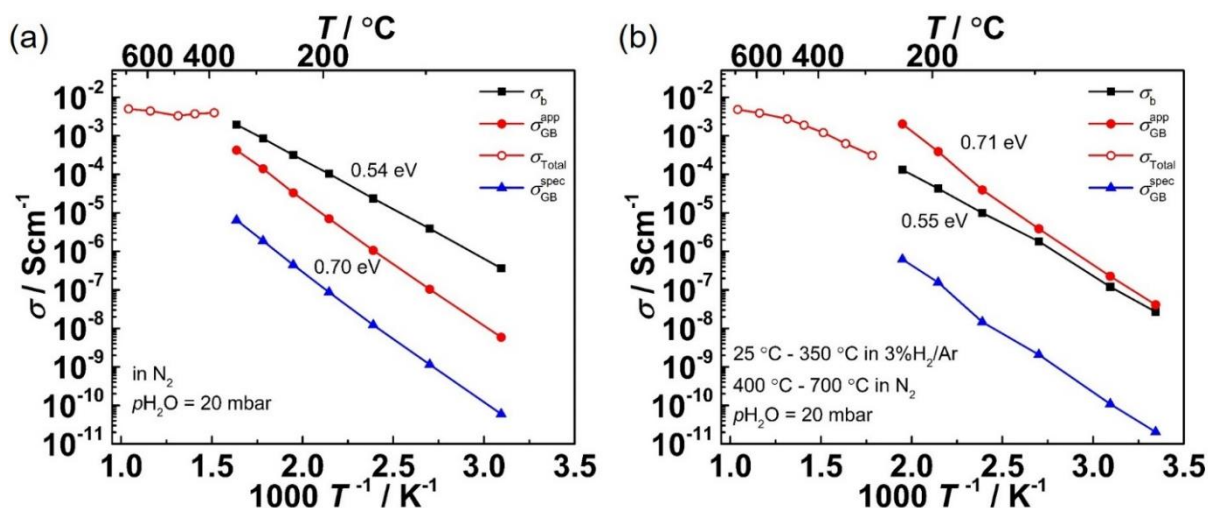 (a)
T / °C
600 400 200
σ / Scm⁻¹
10⁻²
10⁻³
10⁻⁴
10⁻⁵
10⁻⁶
10⁻⁷
10⁻⁸
10⁻⁹
10⁻¹⁰
10⁻¹¹
σ_b
σ_GB^app
σ_Total
σ_GB^spec
0.54 eV
0.70 eV
in N₂
pH₂O = 20 mbar
1.0 1.5 2.0 2.5 3.0 3.5
1000 T⁻¹ / K⁻¹
(b)
T / °C
600 400 200
σ / Scm⁻¹
10⁻²
10⁻³
10⁻⁴
10⁻⁵
10⁻⁶
10⁻⁷
10⁻⁸
10⁻⁹
10⁻¹⁰
10⁻¹¹
σ_b
σ_GB^app
σ_Total
σ_GB^spec
0.71 eV
0.55 eV
25 °C - 350 °C in 3%H₂/Ar
400 °C - 700 °C in N₂
pH₂O = 20 mbar
1.0 1.5 2.0 2.5 3.0 3.5
1000 T⁻¹ / K⁻¹